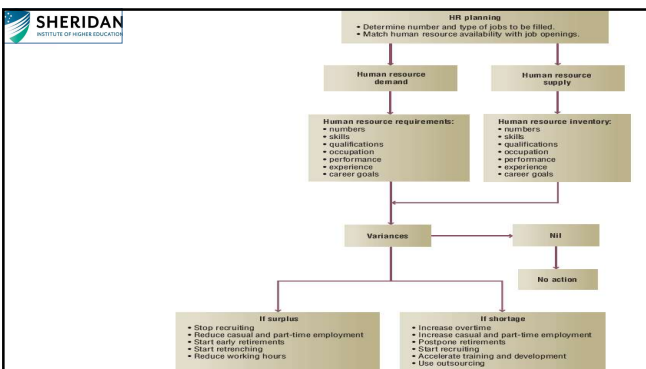 SHERIDAN
INSTITUTE OF HIGHER EDUCATION
HR planning
• Determine number and type of jobs to be filled.
• Match human resource availability with job openings.
Human resource
demand
Human resource
supply
Human resource requirements:
• numbers
• skills
• qualifications
• occupation
• performance
• experience
• career goals
Human resource inventory:
• numbers
• skills
• qualifications
• occupation
• performance
• experience
• career goals
Variances
Nil
No action
If surplus
• Stop recruiting
• Reduce casual and part-time employment
• Start early retirements
• Start retrenching
• Reduce working hours
If shortage
• Increase overtime
• Increase casual and part-time employment
• Postpone retirements
• Start recruiting
• Accelerate training and development
• Use outsourcing